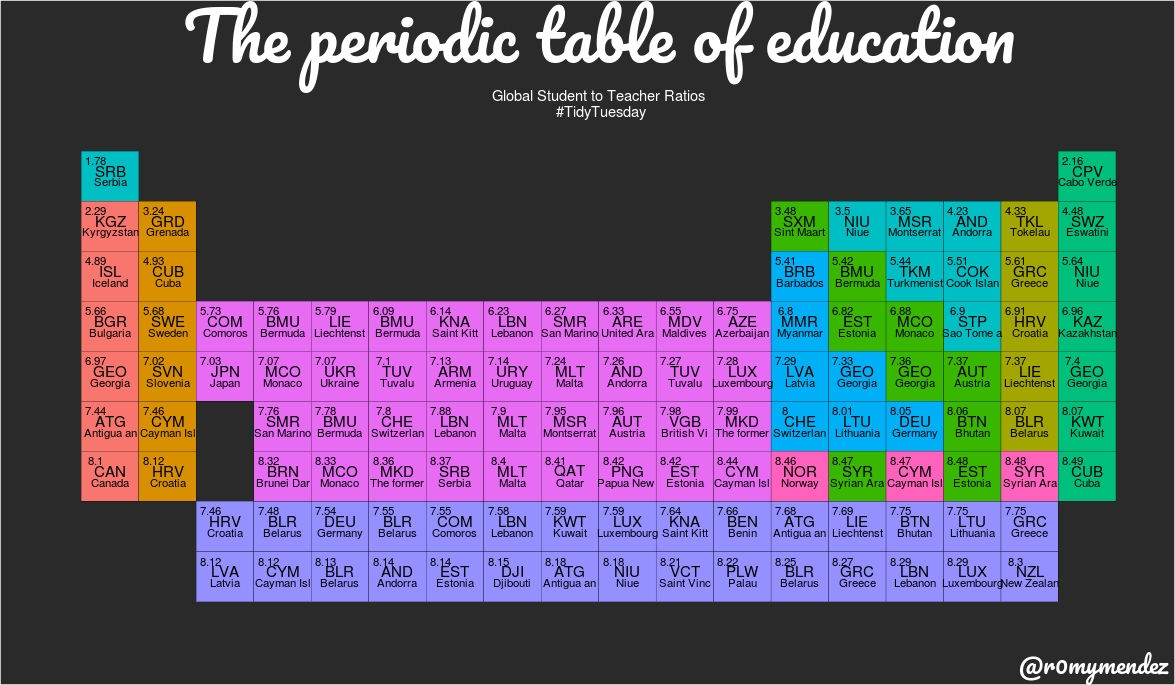 The periodic table of education
Global Student to Teacher Ratios
#TidyTuesday
1.78 2.16
SRB CPV
Serbia Cabo Verde
2.29 3.24 3.48 3.5 3.65 4.23 4.33 4.48
KGZ GRD SXM NIU MSR AND TKL SWZ
Kyrgyzstan Grenada Sint Maart Niue Montserrat Andorra Tokelau Eswatini
4.89 4.93 5.41 5.42 5.44 5.51 5.61 5.64
ISL CUB BRB BMU TKM COK GRC NIU
Iceland Cuba Barbados Bermuda Turkmenist Cook Islan Greece Niue
5.66 5.68 5.73 5.76 5.79 6.09 6.14 6.23 6.27 6.33 6.55 6.75 6.8 6.82 6.88 6.9 6.91 6.96
BGR SWE COM BMU LIE BMU KNA LBN SMR ARE MDV AZE MMR EST MCO STP HRV KAZ
Bulgaria Sweden Comoros Bermuda Liechtenst Bermuda Saint Kitt Lebanon San Marino United Ara Maldives Azerbaijan Myanmar Estonia Monaco Sao Tome a Croatia Kazakhstan
6.97 7.02 7.03 7.07 7.07 7.1 7.13 7.14 7.24 7.26 7.27 7.28 7.29 7.33 7.36 7.37 7.37 7.4
GEO SVN JPN MCO UKR TUV ARM URY MLT AND TUV LUX LVA GEO GEO AUT LIE GEO
Georgia Slovenia Japan Monaco Ukraine Tuvalu Armenia Uruguay Malta Andorra Tuvalu Luxembourg Latvia Georgia Georgia Austria Liechtenst Georgia
7.44 7.46 7.76 7.78 7.8 7.88 7.9 7.95 7.96 7.98 7.99 8 8.01 8.05 8.06 8.07 8.07
ATG CYM SMR BMU CHE LBN MLT MSR AUT VGB MKD CHE LTU DEU BTN BLR KWT
Antigua an Cayman Isl San Marino Bermuda Switzerlan Lebanon Malta Montserrat Austria British Vi The former Switzerlan Lithuania Germany Bhutan Belarus Kuwait
8.1 8.12 8.32 8.33 8.36 8.37 8.4 8.41 8.42 8.42 8.44 8.46 8.47 8.47 8.48 8.48 8.49
CAN HRV BRN MCO MKD SRB MLT QAT PNG EST CYM NOR SYR CYM EST SYR CUB
Canada Croatia Brunei Dar Monaco The former Serbia Malta Qatar Papua New Estonia Cayman Isl Norway Syrian Ara Cayman Isl Estonia Syrian Ara Cuba
7.46 7.48 7.54 7.55 7.55 7.58 7.59 7.59 7.64 7.66 7.68 7.69 7.75 7.75 7.75
HRV BLR DEU BLR COM LBN KWT LUX KNA BEN ATG LIE BTN LTU GRC
Croatia Belarus Germany Belarus Comoros Lebanon Kuwait Luxembourg Saint Kitt Benin Antigua an Liechtenst Bhutan Lithuania Greece
8.12 8.12 8.13 8.14 8.14 8.15 8.18 8.18 8.21 8.22 8.25 8.27 8.29 8.29 8.3
LVA CYM BLR AND EST DJI ATG NIU VCT PLW BLR GRC LBN LUX NZL
Latvia Cayman Isl Belarus Andorra Estonia Djibouti Antigua an Niue Saint Vinc Palau Belarus Greece Lebanon Luxembourg New Zealan
@r0mymendez